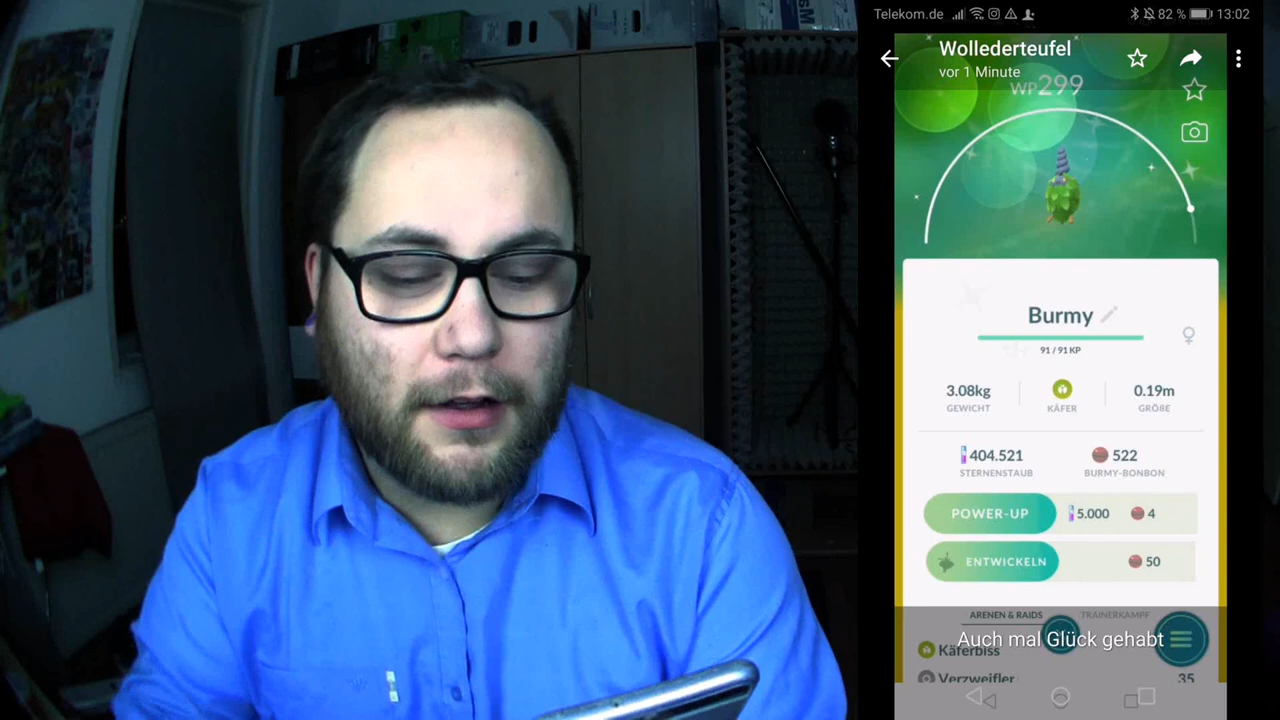 Telekom.de
82 %
13:02
Wollederteufel
vor 1 Minute
WP299
Burmy
91 / 91 KP
3.08kg
GEWICHT
KÄFER
0.19m
GRÖßE
404.521
STERNENSTAUB
522
BURMY-BONBON
POWER-UP
5.000
4
ENTWICKELN
50
ARENEN & RAIDS
TRAINERKAMPF
Auch mal Glück gehabt
Käferbiss
Verzweifler
35